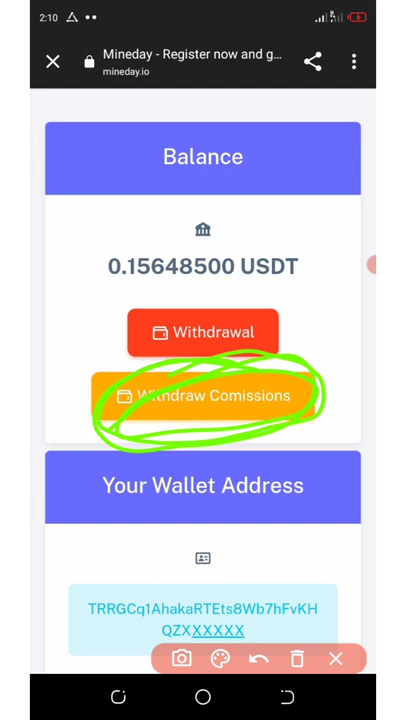 2:10
Mineday - Register now and g...
mineday.io
Balance
0.15648500 USDT
Withdrawal
Withdraw Comissions
Your Wallet Address
TRRGCq1AhakaRTEts8Wb7hFvKH
QZXXXXXX